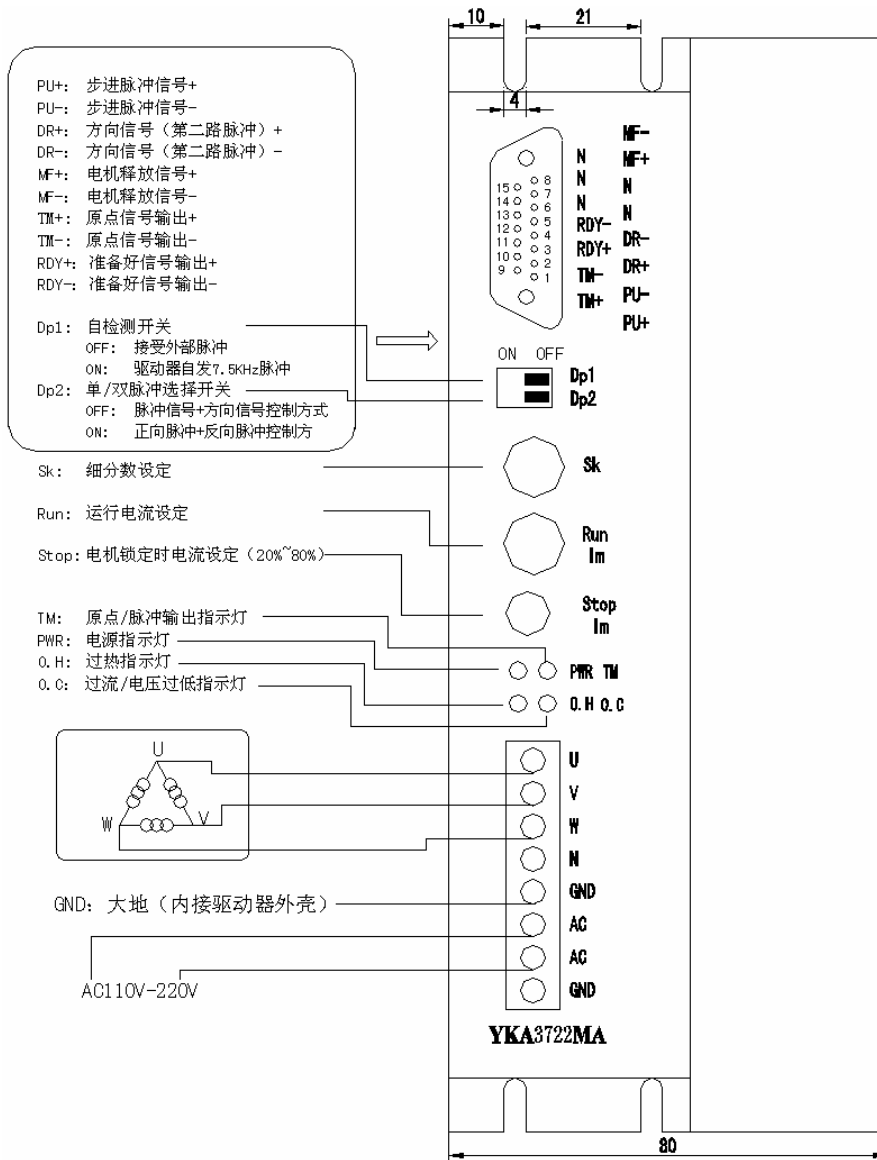 10
21
4
PU+: 步进脉冲信号+
PU-: 步进脉冲信号-
DR+: 方向信号(第二路脉冲)+
DR-: 方向信号(第二路脉冲)-
MF+: 电机释放信号+
MF-: 电机释放信号-
TM+: 原点信号输出+
TM-: 原点信号输出-
RDY+: 准备好信号输出+
RDY-: 准备好信号输出-
Dp1: 自检测开关
OFF: 接受外部脉冲
ON: 驱动器自发7.5KHz脉冲
Dp2: 单/双脉冲选择开关
OFF: 脉冲信号+方向信号控制方式
ON: 正向脉冲+反向脉冲控制方
Sk: 细分数设定
Run: 运行电流设定
Stop: 电机锁定时电流设定(20%~80%)
TM: 原点/脉冲输出指示灯
PWR: 电源指示灯
O.H: 过热指示灯
O.C: 过流/电压过低指示灯
U
W
V
GND: 大地(内接驱动器外壳)
AC110V-220V
15
14
13
12
11
10
9
8
7
6
5
4
3
2
1
N
N
N
RDY-
RDY+
TM-
TM+
MF-
MF+
N
N
DR-
DR+
PU-
PU+
ON OFF
Dp1
Dp2
Sk
Run
Im
Stop
Im
PWR TM
O.H O.C
U
V
W
N
GND
AC
AC
GND
YKA3722MA
80